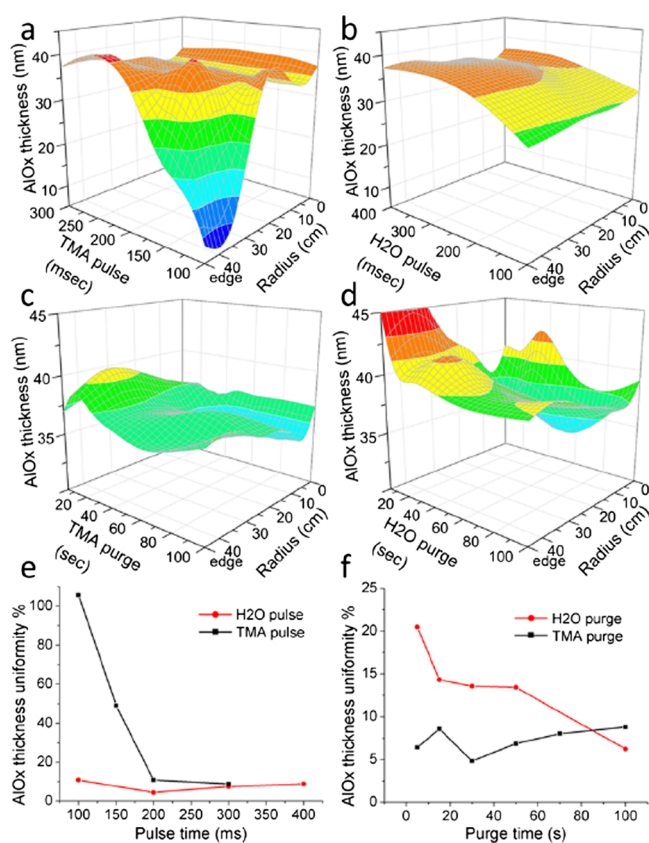 a
b
AlOx thickness (nm)
40
30
20
10
300
250
200
150
100
TMA pulse
(msec)
edge
40
30
20
10
0
Radius (cm)
AlOx thickness (nm)
40
30
20
10
400
300
200
100
H2O pulse
(msec)
edge
40
30
20
10
0
Radius (cm)
c
d
AlOx thickness (nm)
45
40
35
20
40
60
80
100
TMA purge
(sec)
edge
40
30
20
10
0
Radius (cm)
AlOx thickness (nm)
45
40
35
20
40
60
80
100
H2O purge
(sec)
edge
40
30
20
10
0
Radius (cm)
e
f
AlOx thickness uniformity %
100
80
60
40
20
0
H2O pulse
TMA pulse
100 150 200 250 300 350 400
Pulse time (ms)
AlOx thickness uniformity %
25
20
15
10
5
0
H2O purge
TMA purge
0 20 40 60 80 100
Purge time (s)